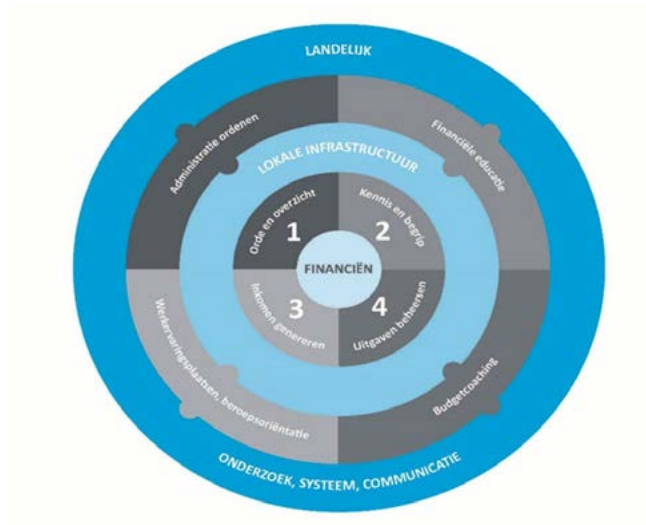 LANDELIJK
Administratie ordenen
Financiële educatie
LOKALE INFRASTRUCTUUR
Orde en overzicht
1
Kennis en begrip
2
FINANCIËN
3
Inkomen genereren
4
Uitgaven beheersen
Werkervaringsplaatsen, beroepsoriëntatie
Budgetcoaching
ONDERZOEK, SYSTEEM, COMMUNICATIE